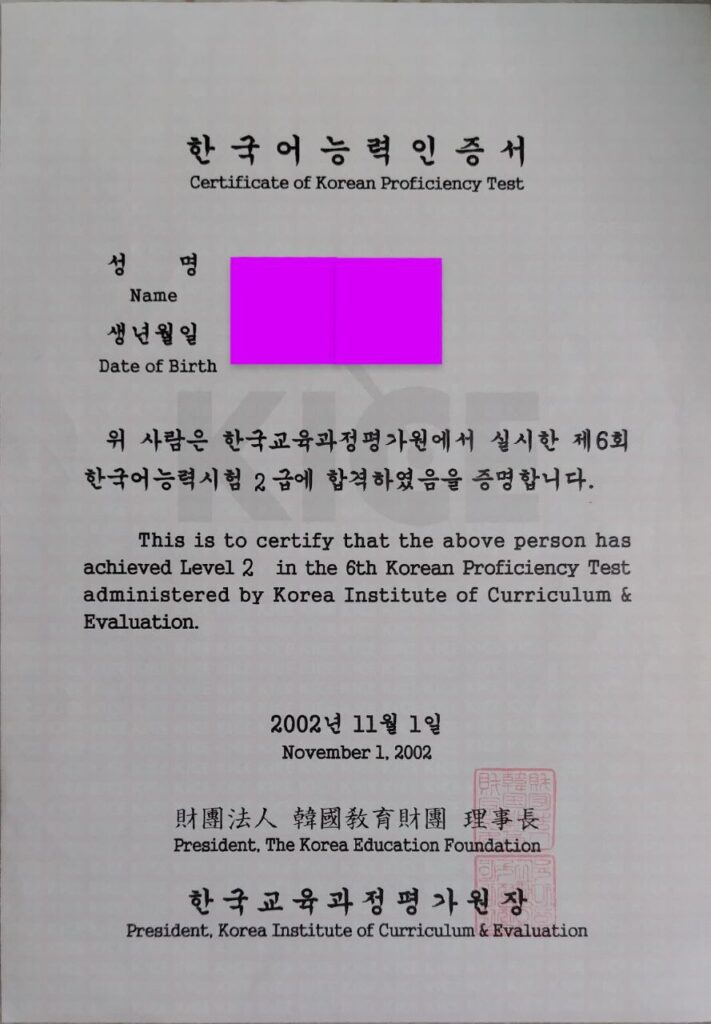 한국어능력인증서
Certificate of Korean Proficiency Test
성 명
Name
생년월일
Date of Birth
KICE
위 사람은 한국교육과정평가원에서 실시한 제6회
한국어능력시험 2 급에 합격하였음을 증명합니다.
This is to certify that the above person has
achieved Level 2 in the 6th Korean Proficiency Test
administered by Korea Institute of Curriculum &
Evaluation.
2002년 11월 1일
November 1, 2002
財團法人 韓國敎育財團 理事長
President, The Korea Education Foundation
한국교육과정평가원장
President, Korea Institute of Curriculum & Evaluation